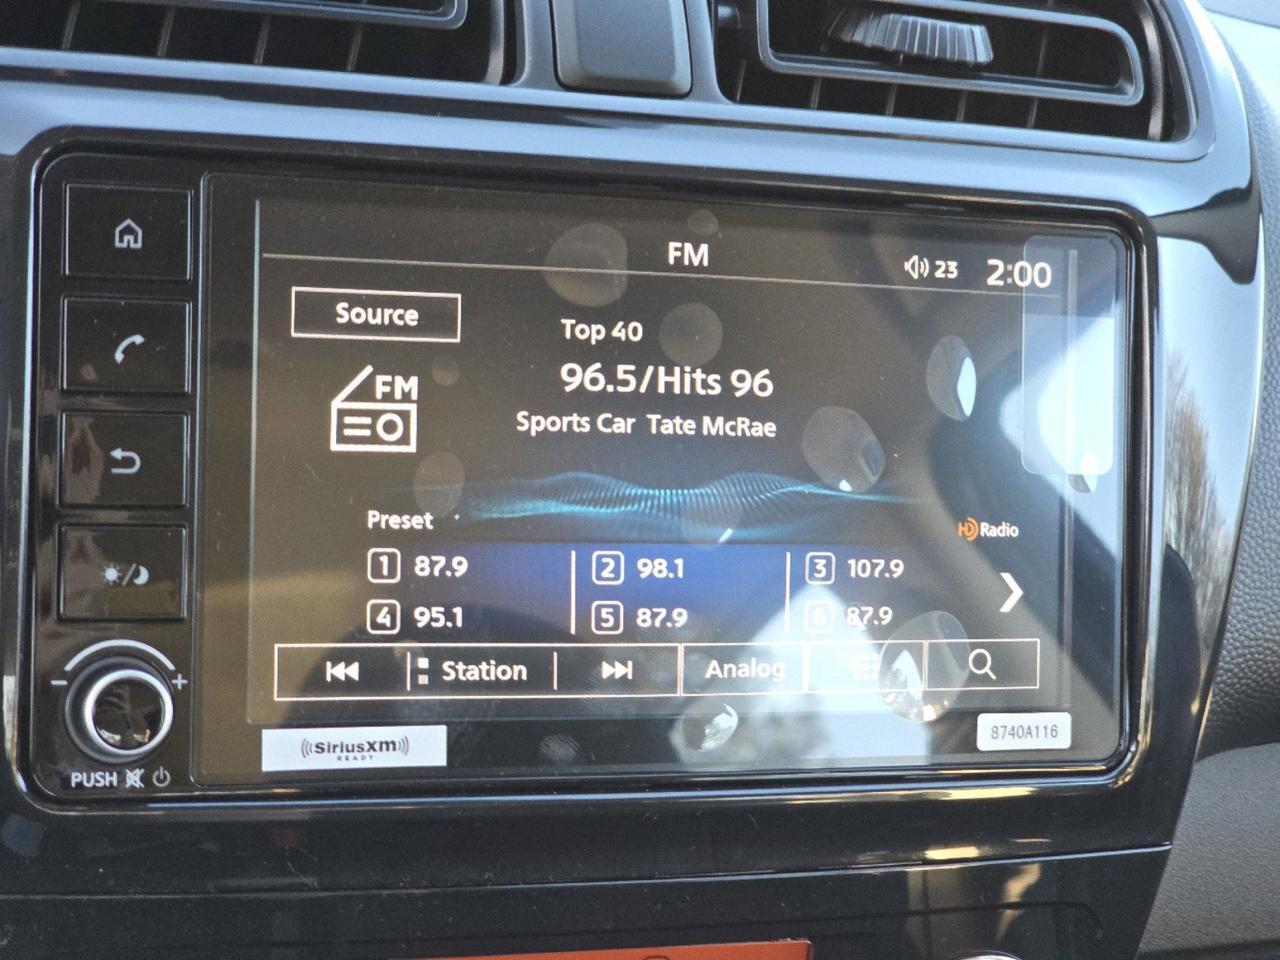 FM
23
2:00
Source
Top 40
FM
96.5/Hits 96
Sports Car Tate McRae
Preset
HD Radio
1 87.9
2 98.1
3 107.9
4 95.1
5 87.9
6 87.9
Station
Analog
((SiriusXM))
READY
8740A116
- +
PUSH